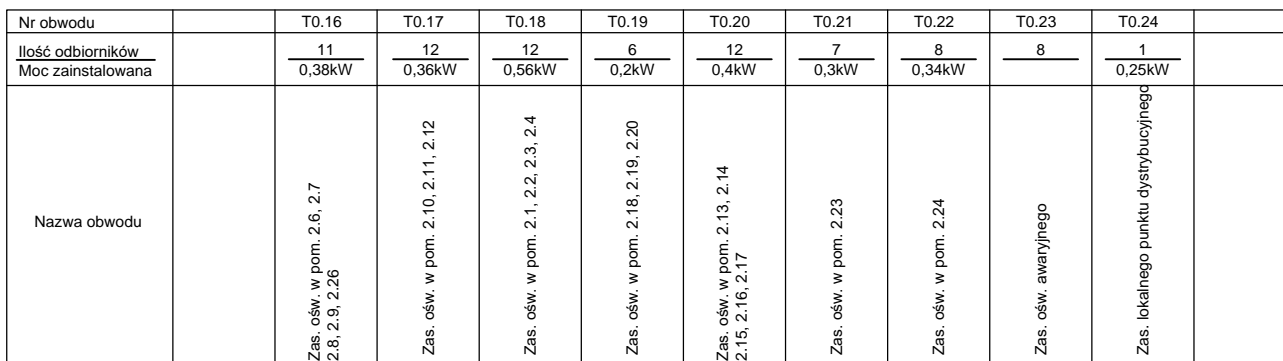 Nr obwodu T0.16 T0.17 T0.18 T0.19 T0.20 T0.21 T0.22 T0.23 T0.24
Ilość odbiorników 11 12 12 6 12 7 8 8 1
Moc zainstalowana 0,38kW 0,36kW 0,56kW 0,2kW 0,4kW 0,3kW 0,34kW 0,25kW
Nazwa obwodu
Zas. ośw. w pom. 2.6, 2.7
2.8, 2.9, 2.26
Zas. ośw. w pom. 2.10, 2.11, 2.12
Zas. ośw. w pom. 2.1, 2.2, 2.3, 2.4
Zas. ośw. w pom. 2.18, 2.19, 2.20
Zas. ośw. w pom. 2.13, 2.14
2.15, 2.16, 2.17
Zas. ośw. w pom. 2.23
Zas. ośw. w pom. 2.24
Zas. ośw. awaryjnego
Zas. lokalnego punktu dystrybucyjnego